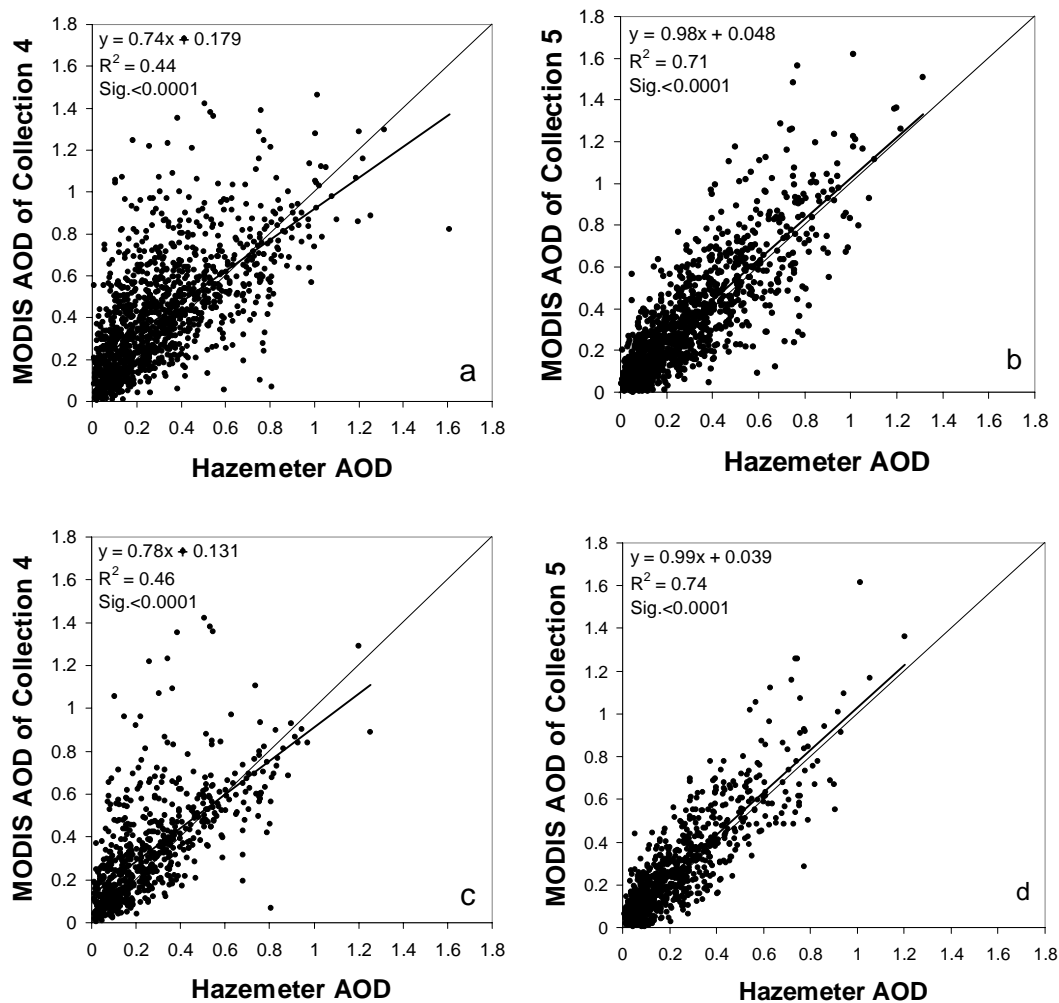 y = 0.74x + 0.179
R² = 0.44
Sig.<0.0001
MODIS AOD of Collection 4
1.8
1.6
1.4
1.2
1
0.8
0.6
0.4
0.2
0
a
0 0.2 0.4 0.6 0.8 1 1.2 1.4 1.6 1.8
Hazemeter AOD
y = 0.98x + 0.048
R² = 0.71
Sig.<0.0001
MODIS AOD of Collection 5
1.8
1.6
1.4
1.2
1
0.8
0.6
0.4
0.2
0
b
0 0.2 0.4 0.6 0.8 1 1.2 1.4 1.6 1.8
Hazemeter AOD
y = 0.78x + 0.131
R² = 0.46
Sig.<0.0001
MODIS AOD of Collection 4
1.8
1.6
1.4
1.2
1
0.8
0.6
0.4
0.2
0
c
0 0.2 0.4 0.6 0.8 1 1.2 1.4 1.6 1.8
Hazemeter AOD
y = 0.99x + 0.039
R² = 0.74
Sig.<0.0001
MODIS AOD of Collection 5
1.8
1.6
1.4
1.2
1
0.8
0.6
0.4
0.2
0
d
0 0.2 0.4 0.6 0.8 1 1.2 1.4 1.6 1.8
Hazemeter AOD